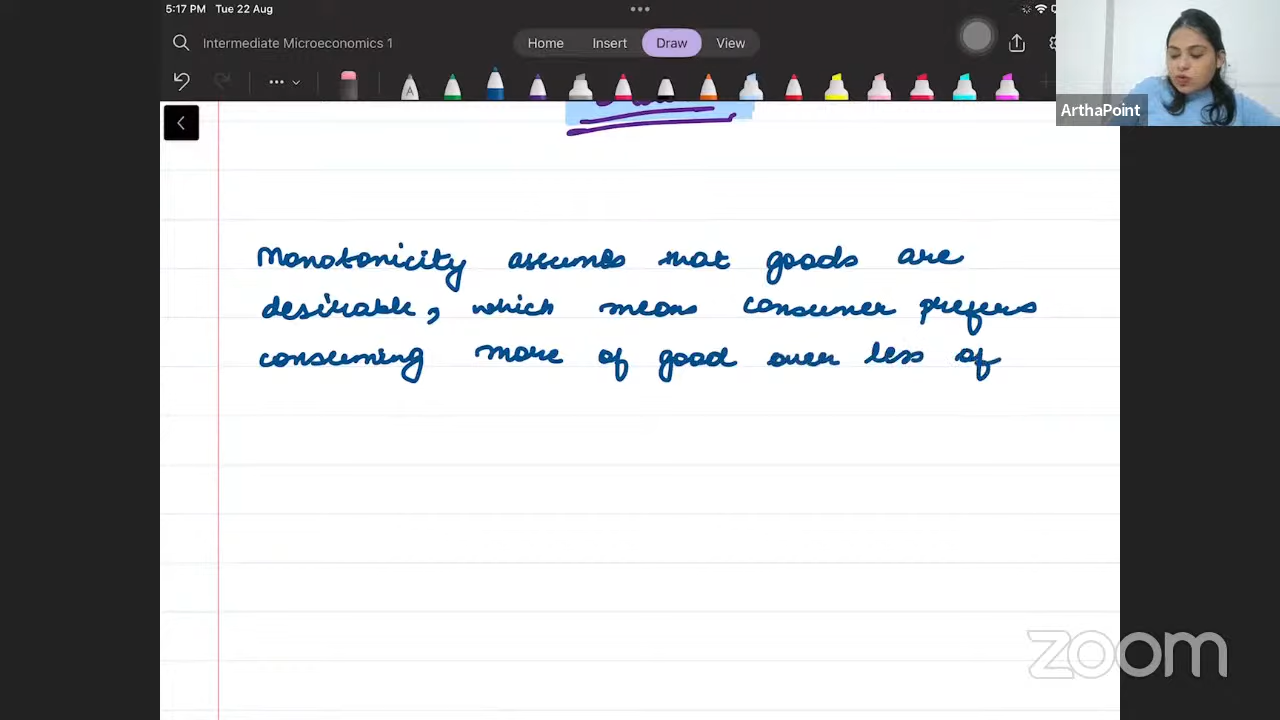 5:17 PM Tue 22 Aug
Intermediate Microeconomics 1
Home Insert Draw View
A
ArthaPoint
Monotonicity assumes that goods are
desirable, which means consumer prefers
consuming more of good over less of
zoom